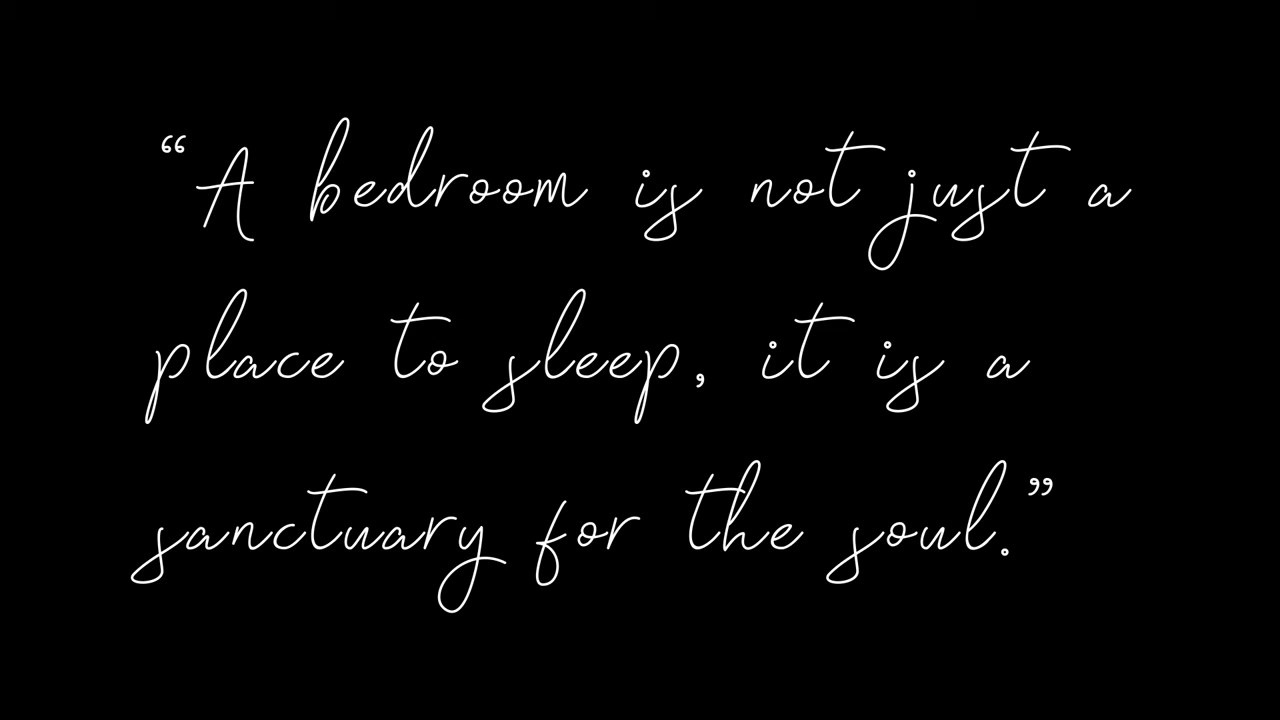 “A bedroom is not just a
place to sleep, it is a
sanctuary for the soul.”